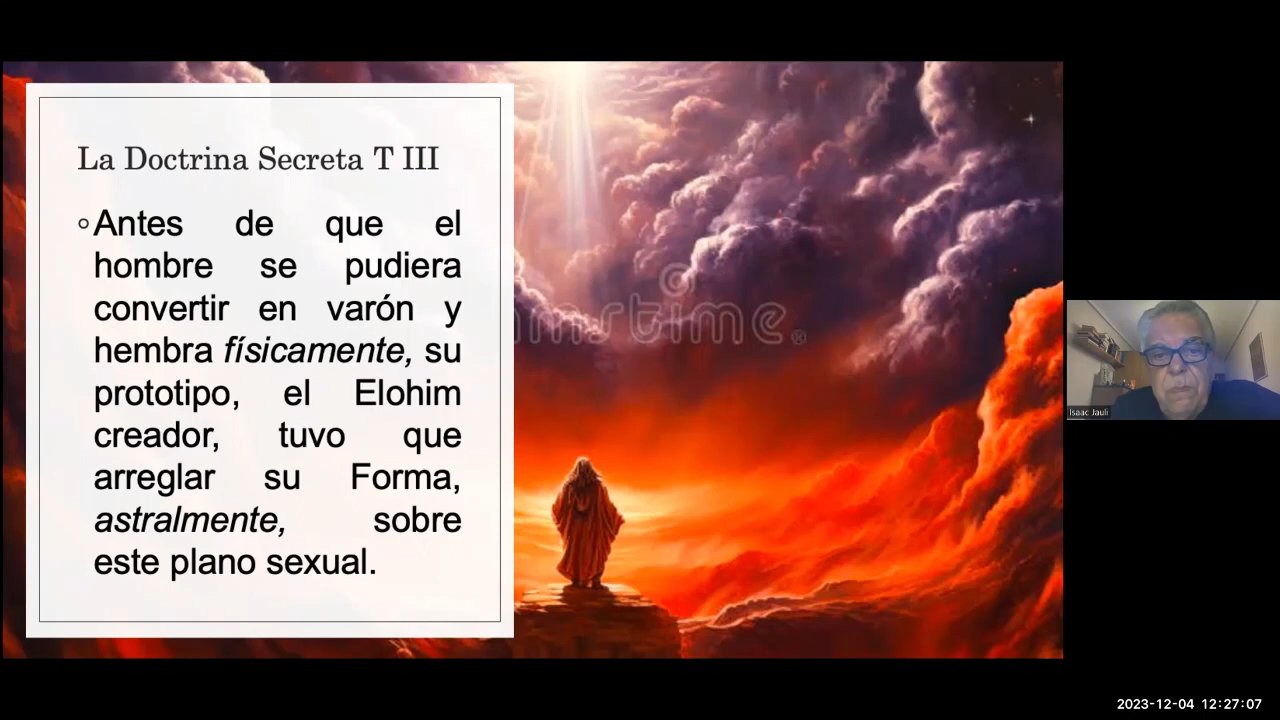 La Doctrina Secreta T III
◦Antes de que el
hombre se pudiera
convertir en varón y
hembra físicamente, su
prototipo, el Elohim
creador, tuvo que
arreglar su Forma,
astralmente, sobre
este plano sexual.
mstime®
Isaac Jauli
2023-12-04 12:27:07